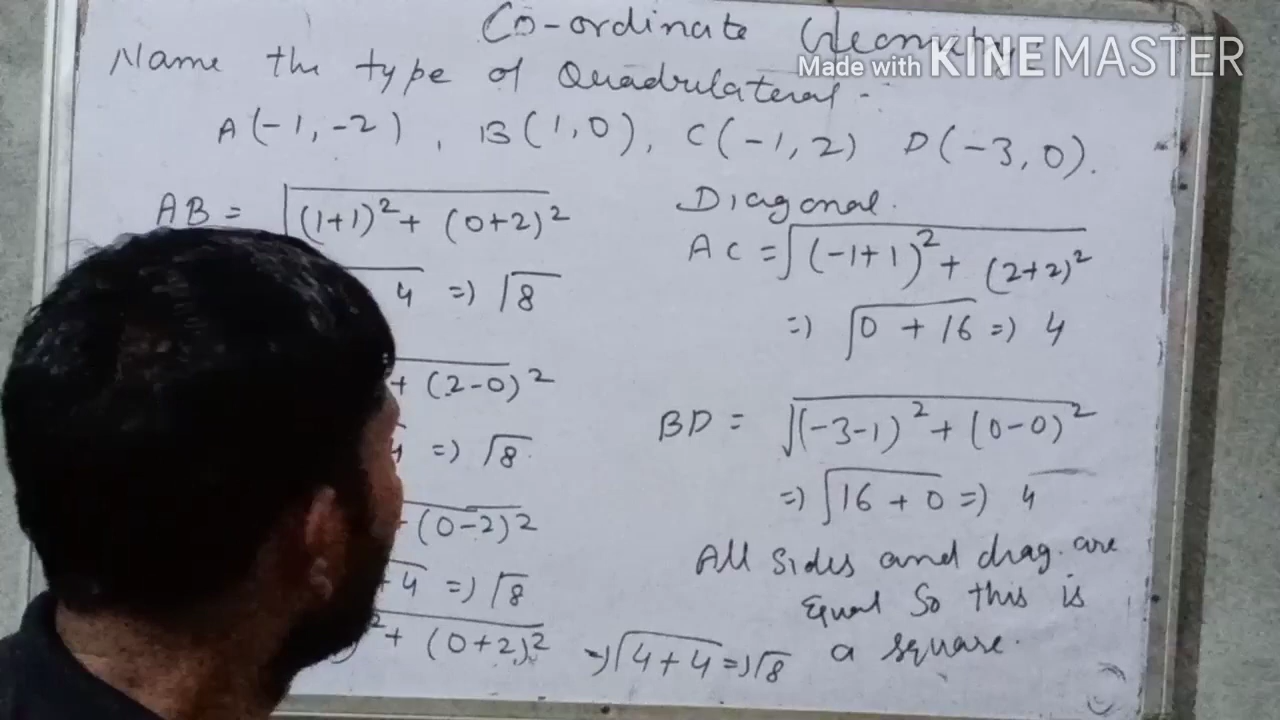 Co-ordinate Geometry
Made with KINEMASTER
Name the type of Quadrulateral -:
A(-1,-2), B(1,0), C(-1,2) D(-3,0).
AB = √(1+1)² + (0+2)²
4 => √8
+ (2-0)²
4 => √8
+ (0-2)²
+ 4 => √8
)² + (0+2)² => √4+4 => √8
Diagonal.
AC = √(-1+1)² + (2+2)²
=> √0 + 16 => 4
BD = √(-3-1)² + (0-0)²
=> √16 + 0 => 4
All sides and diag. are
Equal So this is
a square.